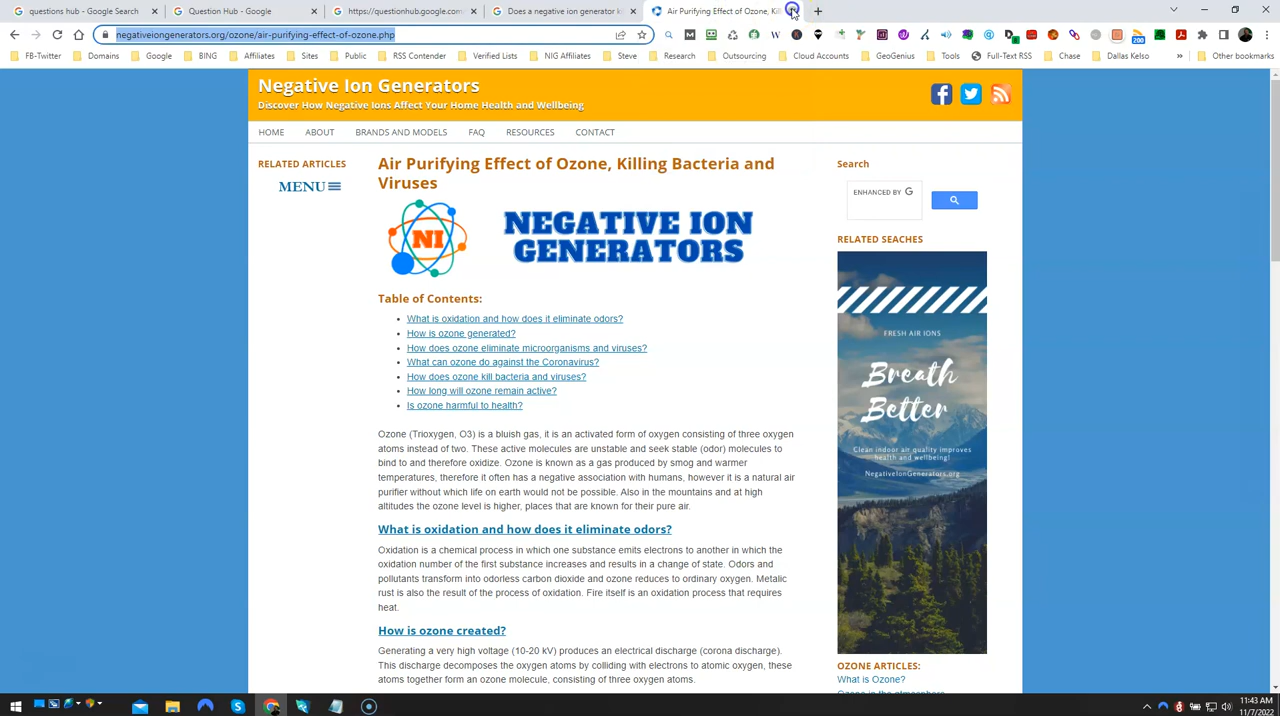 questions hub - Google Search
Question Hub - Google
https://questionhub.google.com
Does a negative ion generator
Air Purifying Effect of Ozone, Kill
negativeiongenerators.org/ozone/air-purifying-effect-of-ozone.php
FB-Twitter Domains Google BING Affiliates Sites Public RSS Contender Verified Lists NIG Affiliates Steve Research Outsourcing Cloud Accounts GeoGenius Tools Full-Text RSS Chase Dallas Kelso » Other bookmarks
Negative Ion Generators
Discover How Negative Ions Affect Your Home Health and Wellbeing
HOME ABOUT BRANDS AND MODELS FAQ RESOURCES CONTACT
RELATED ARTICLES
MENU
Air Purifying Effect of Ozone, Killing Bacteria and
Viruses
NI
NEGATIVE ION
GENERATORS
Table of Contents:
What is oxidation and how does it eliminate odors?
How is ozone generated?
How does ozone eliminate microorganisms and viruses?
What can ozone do against the Coronavirus?
How does ozone kill bacteria and viruses?
How long will ozone remain active?
Is ozone harmful to health?
Ozone (Trioxygen, O3) is a bluish gas, it is an activated form of oxygen consisting of three oxygen
atoms instead of two. These active molecules are unstable and seek stable (odor) molecules to
bind to and therefore oxidize. Ozone is known as a gas produced by smog and warmer
temperatures, therefore it often has a negative association with humans, however it is a natural air
purifier without which life on earth would not be possible. Also in the mountains and at high
altitudes the ozone level is higher, places that are known for their pure air.
What is oxidation and how does it eliminate odors?
Oxidation is a chemical process in which one substance emits electrons to another in which the
oxidation number of the first substance increases and results in a change of state. Odors and
pollutants transform into odorless carbon dioxide and ozone reduces to ordinary oxygen. Metalic
rust is also the result of the process of oxidation. Fire itself is an oxidation process that requires
heat.
How is ozone created?
Generating a very high voltage (10-20 kV) produces an electrical discharge (corona discharge).
This discharge decomposes the oxygen atoms by colliding with electrons to atomic oxygen, these
atoms together form an ozone molecule, consisting of three oxygen atoms.
Search
ENHANCED BY G
RELATED SEACHES
FRESH AIR IONS
Breath
Better
Clean indoor air quality improves
health and wellbeing!
NegativeIonGenerators.org
OZONE ARTICLES:
What is Ozone?
Ozone in the atmosphere
11:43 AM
11/7/2022